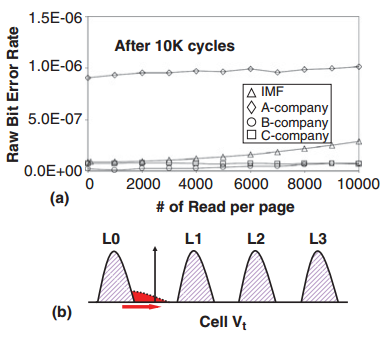 Raw Bit Error Rate
1.5E-06
1.0E-06
5.0E-07
0.0E+00
After 10K cycles
IMF
A-company
B-company
C-company
0 2000 4000 6000 8000 10000
# of Read per page
(a)
L0 L1 L2 L3
(b)
Cell Vt